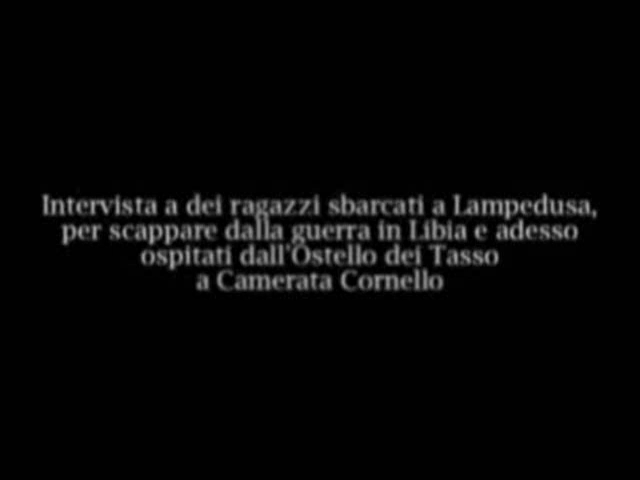 Intervista a dei ragazzi sbarcati a Lampedusa,
per scappare dalla guerra in Libia e adesso
ospitati dall'Ostello dei Tasso
a Camerata Cornello